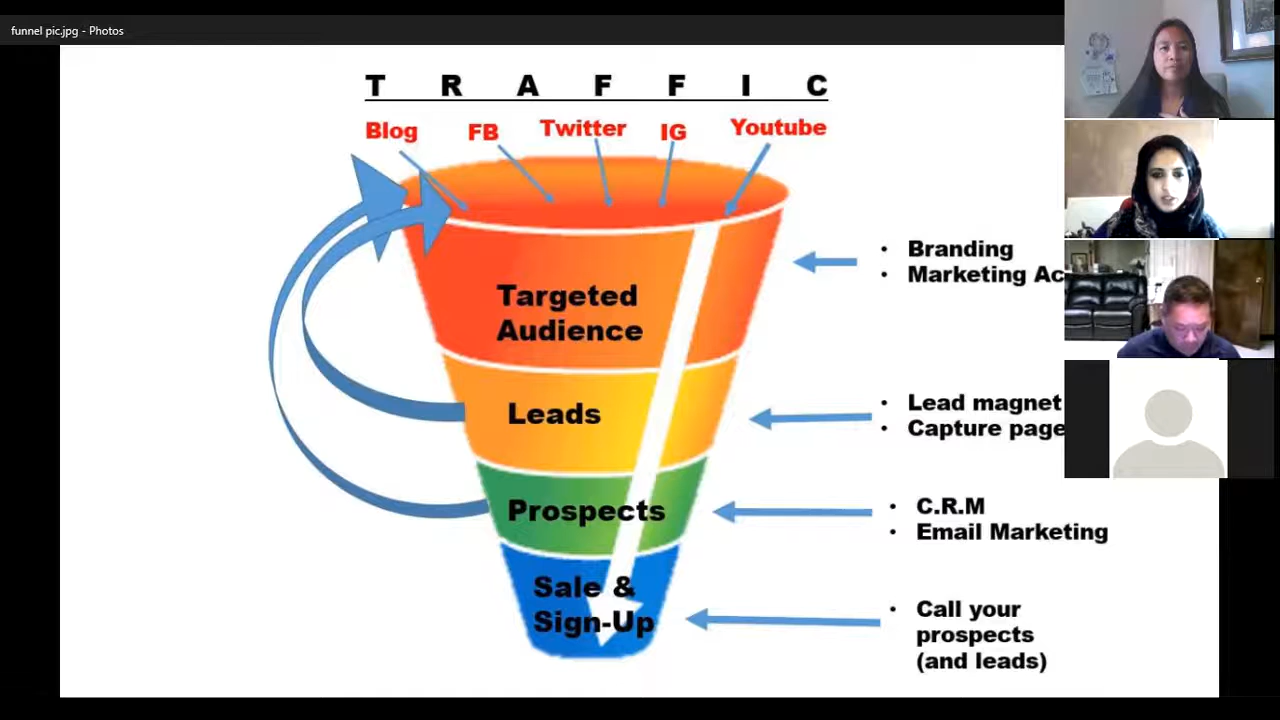 funnel pic.jpg - Photos
T R A F F I C
Blog FB Twitter IG Youtube
Targeted
Audience
Leads
Prospects
Sale &
Sign-Up
• Branding
• Marketing
• Lead magnet
• Capture page
• C.R.M
• Email Marketing
• Call your
prospects
(and leads)